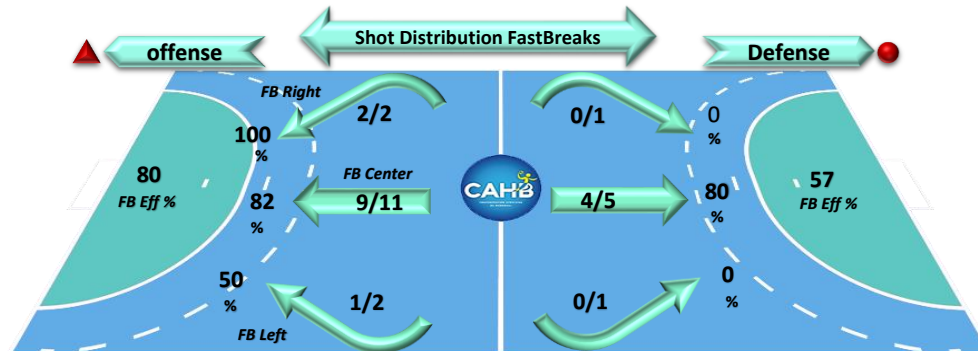 offense
Shot Distribution FastBreaks
Defense
FB Right
2/2
0/1
0
%
100
%
80
FB Eff %
FB Center
9/11
82
%
CAHB
4/5
80
%
57
FB Eff %
50
%
1/2
FB Left
0/1
0
%